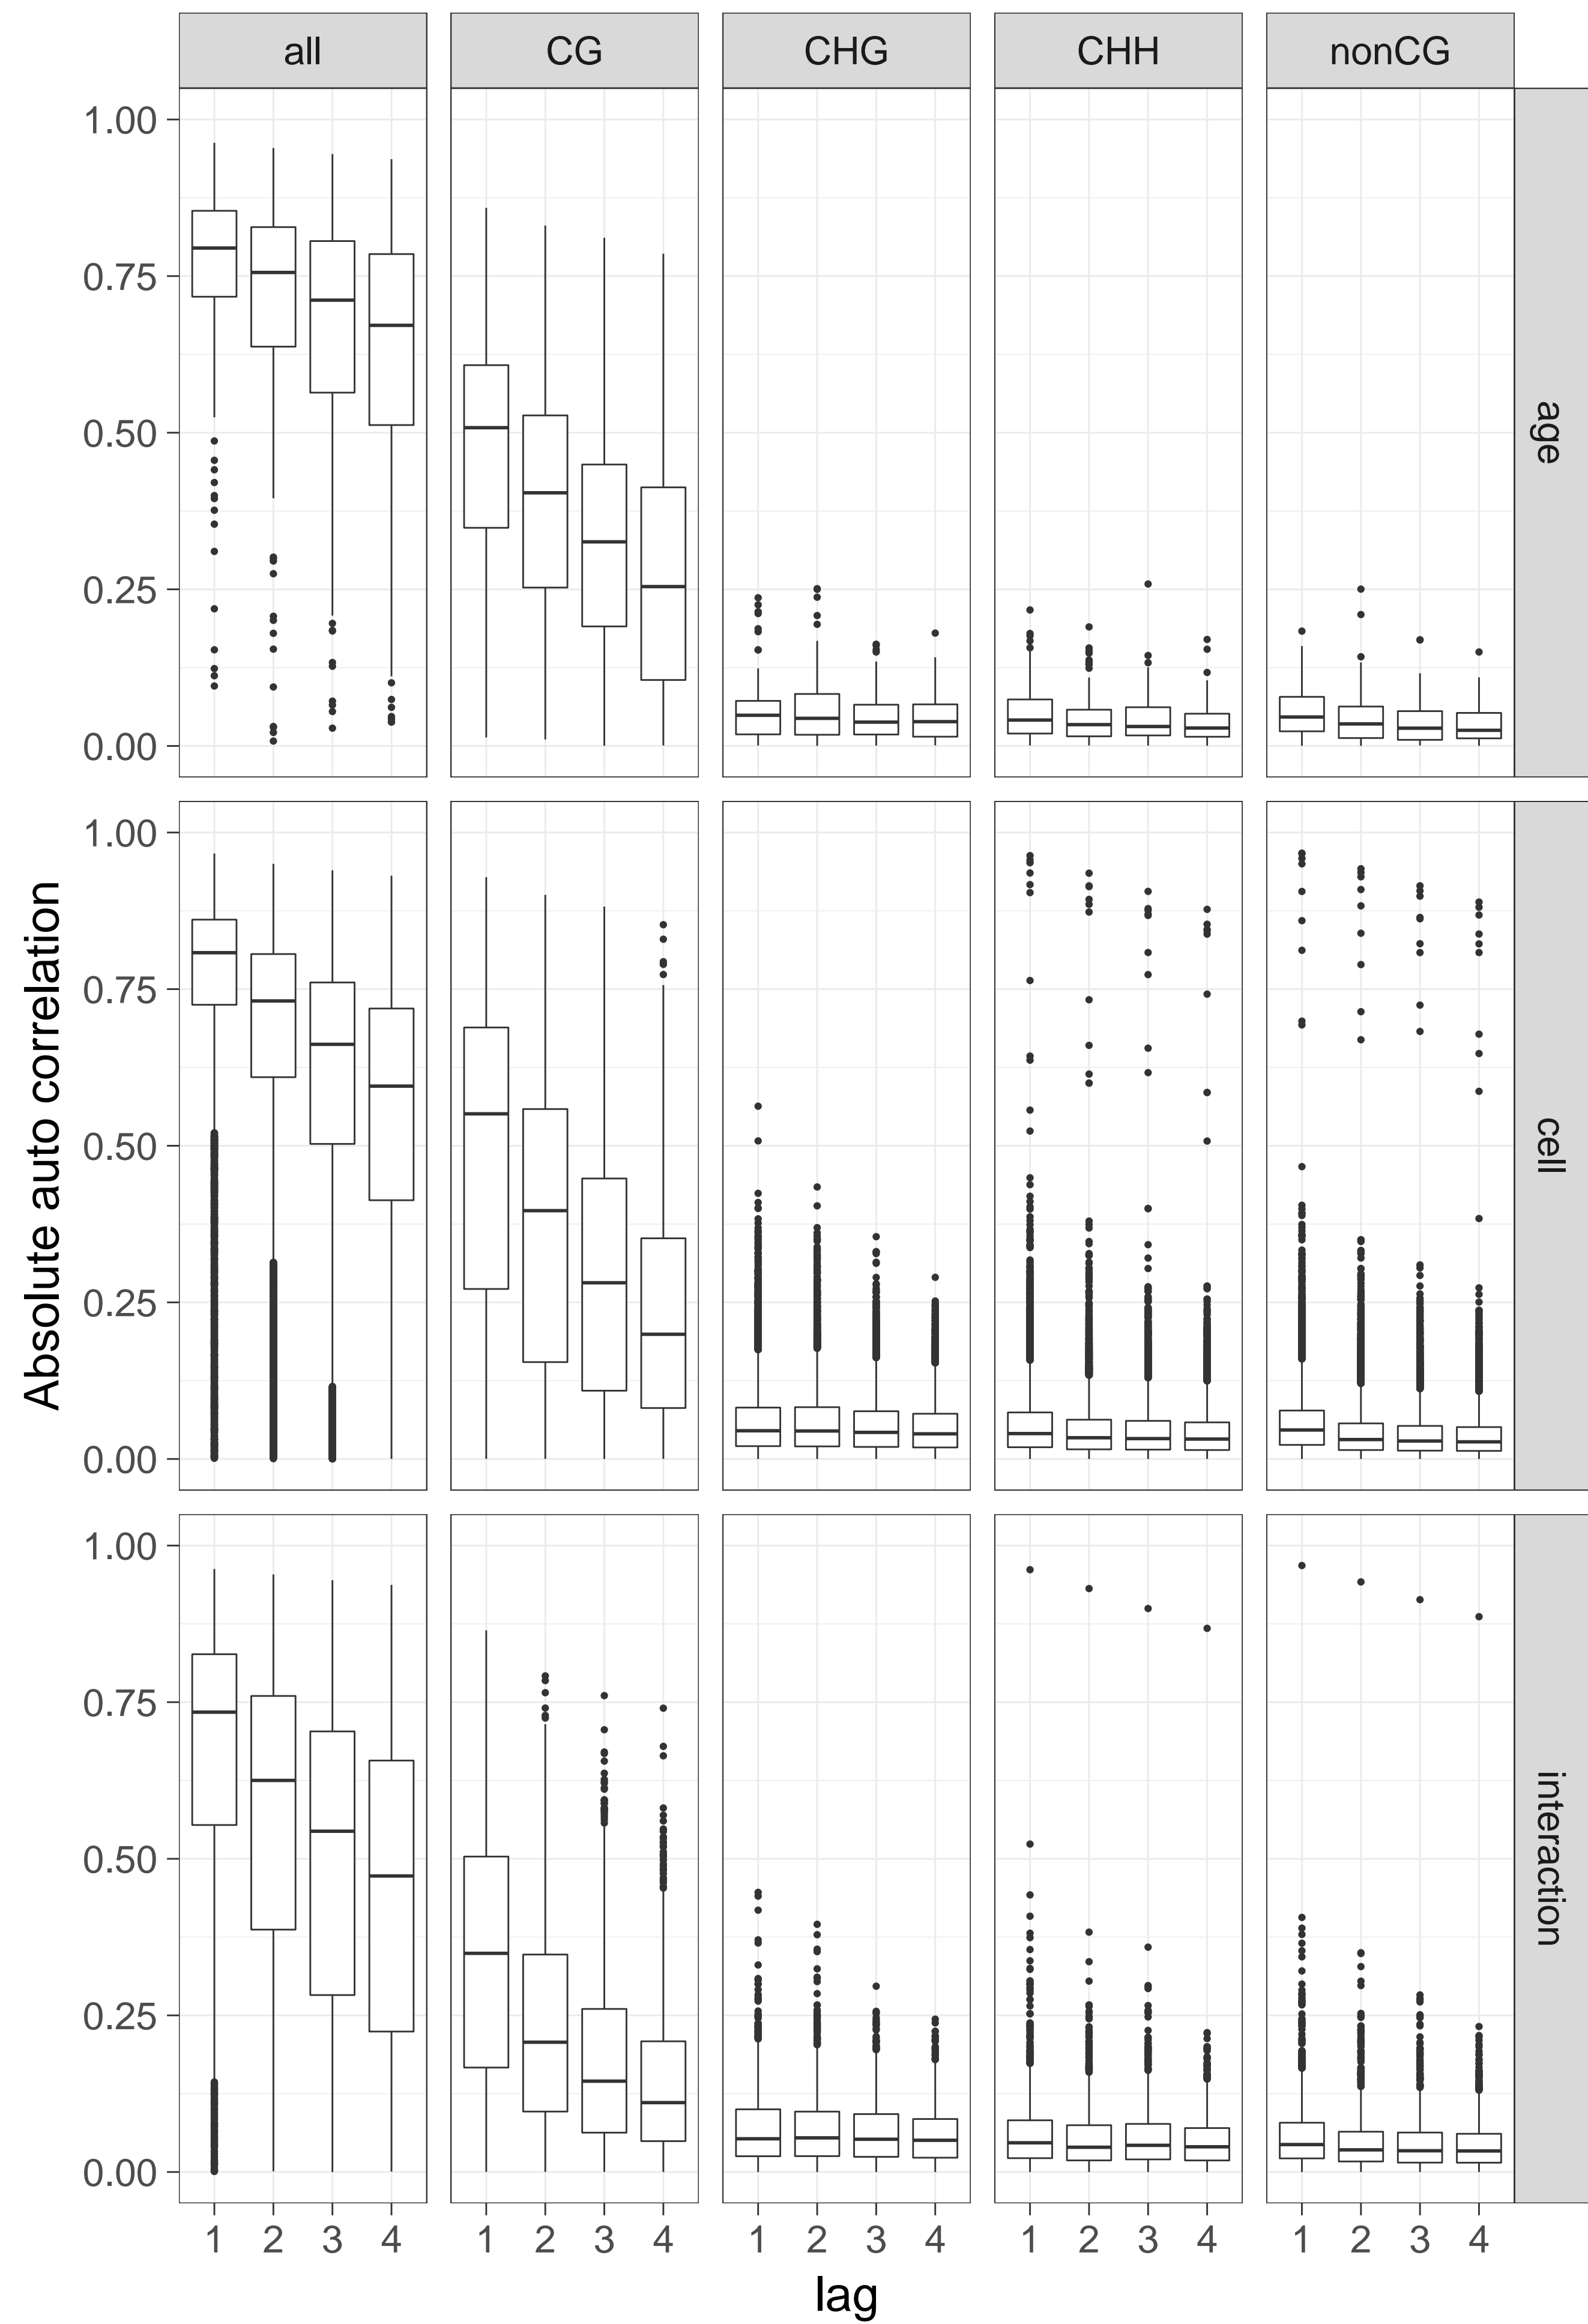 all CG CHG CHH nonCG
1.00
0.75
0.50
0.25
0.00
age
1.00
0.75
0.50
0.25
0.00
cell
1.00
0.75
0.50
0.25
0.00
interaction
Absolute auto correlation
1 2 3 4 1 2 3 4 1 2 3 4 1 2 3 4 1 2 3 4
lag